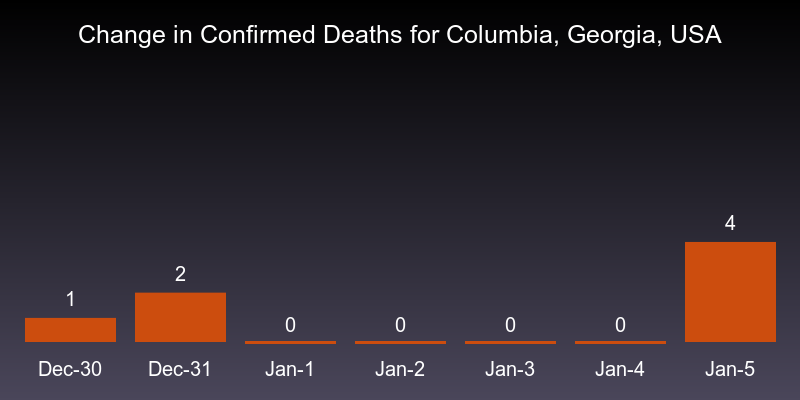 Change in Confirmed Deaths for Columbia, Georgia, USA
4
2
1
0
0
0
0
Dec-30
Dec-31
Jan-1
Jan-2
Jan-3
Jan-4
Jan-5